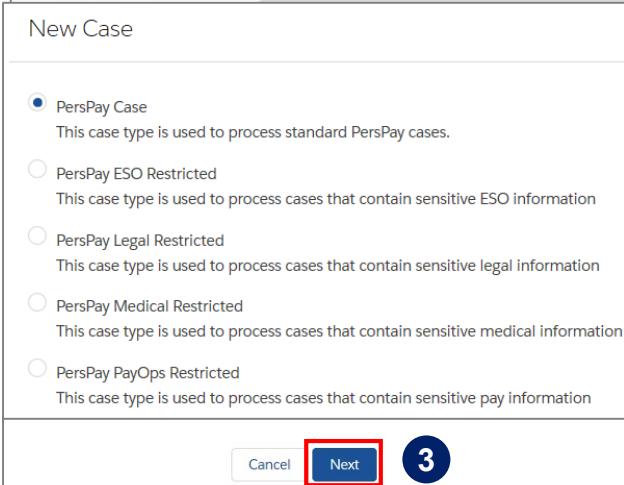 New Case
PersPay Case
This case type is used to process standard PersPay cases.
PersPay ESO Restricted
This case type is used to process cases that contain sensitive ESO information
PersPay Legal Restricted
This case type is used to process cases that contain sensitive legal information
PersPay Medical Restricted
This case type is used to process cases that contain sensitive medical information
PersPay PayOps Restricted
This case type is used to process cases that contain sensitive pay information
Cancel Next 3